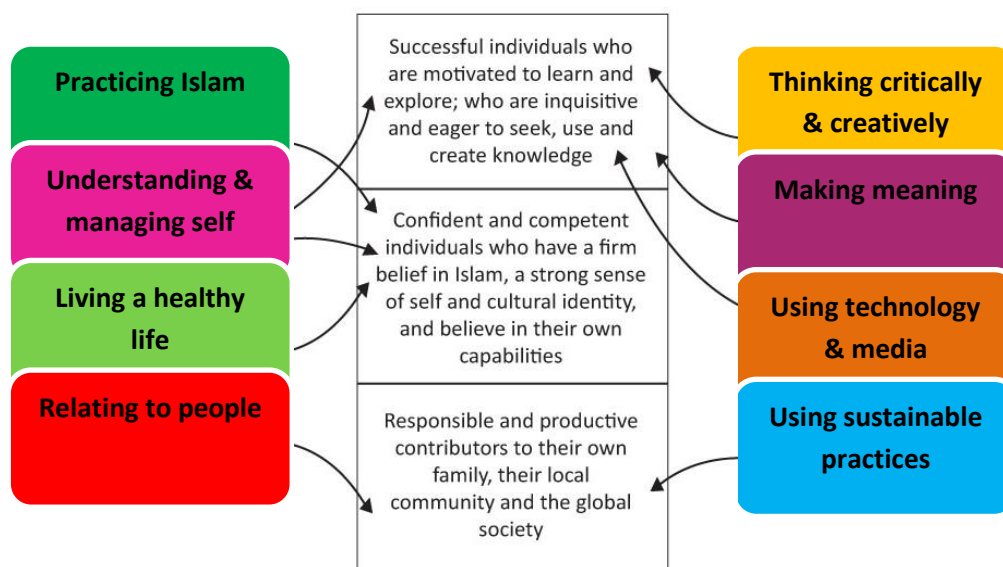 Practicing Islam
Understanding &
managing self
Living a healthy
life
Relating to people
Successful individuals who
are motivated to learn and
explore; who are inquisitive
and eager to seek, use and
create knowledge
Confident and competent
individuals who have a firm
belief in Islam, a strong sense
of self and cultural identity,
and believe in their own
capabilities
Responsible and productive
contributors to their own
family, their local
community and the global
society
Thinking critically
& creatively
Making meaning
Using technology
& media
Using sustainable
practices